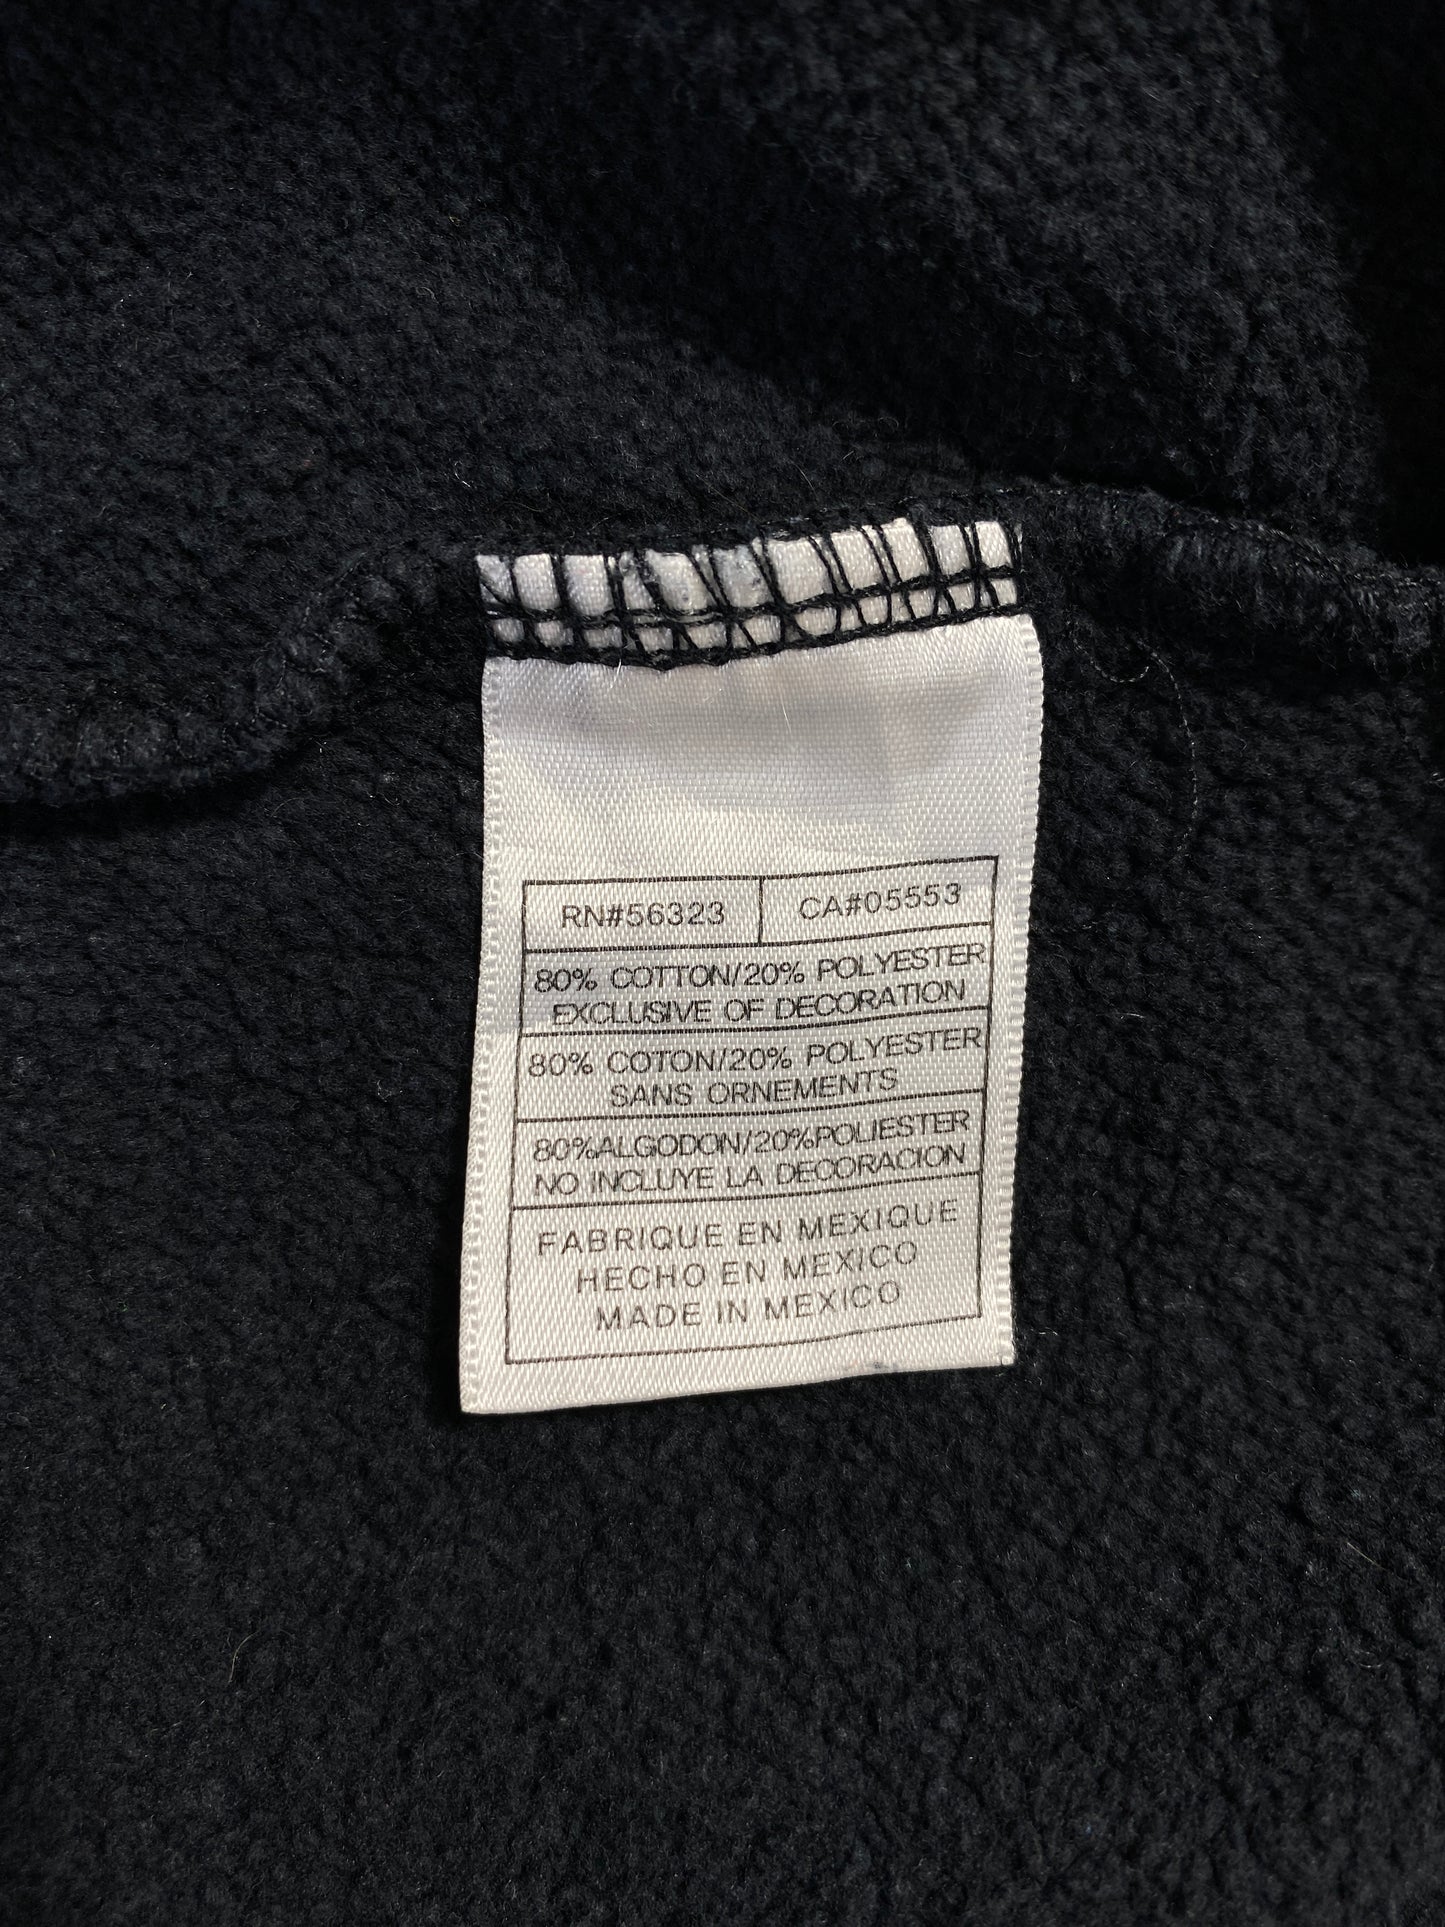 RN#56323 CA#05553
80% COTTON/20% POLYESTER
EXCLUSIVE OF DECORATION
80% COTON/20% POLYESTER
SANS ORNEMENTS
80%ALGODON/20%POLIESTER
NO INCLUYE LA DECORACION
FABRIQUE EN MEXIQUE
HECHO EN MEXICO
MADE IN MEXICO